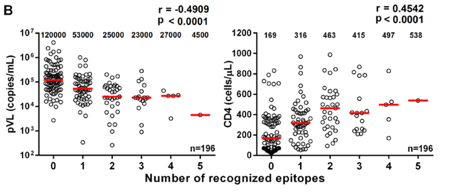 B
r = -0.4909
p < 0.0001
120000 53000 25000 23000 27000 4500
10⁷
10⁶
10⁵
10⁴
10³
10²
pVL (copies/mL)
n=196
0 1 2 3 4 5
r = 0.4542
p < 0.0001
169 316 463 415 497 538
1200
1000
800
600
400
200
0
CD4 (cells/μL)
n=196
0 1 2 3 4 5
Number of recognized epitopes